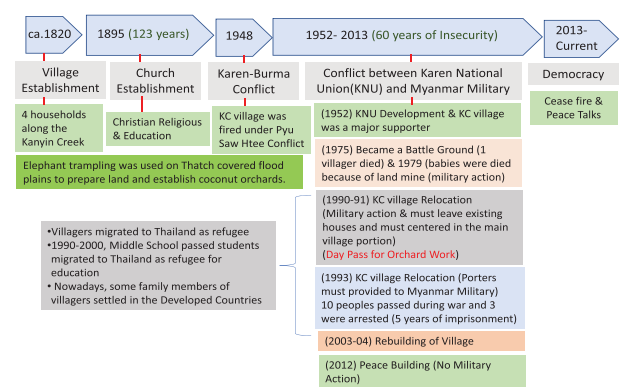 ca.1820
1895 (123 years)
1948
1952- 2013 (60 years of Insecurity)
2013-
Current
Village
Establishment
Church
Establishment
Karen-Burma
Conflict
Conflict between Karen National
Union(KNU) and Myanmar Military
Democracy
4 households
along the
Kanyin Creek
Christian Religious
& Education
KC village was
fired under Pyu
Saw Htee Conflict
(1952) KNU Development & KC village
was a major supporter
Cease fire &
Peace Talks
Elephant trampling was used on Thatch covered flood
plains to prepare land and establish coconut orchards.
(1975) Became a Battle Ground (1
villager died) & 1979 (babies were died
because of land mine (military action)
(1990-91) KC village Relocation
(Military action & must leave existing
houses and must centered in the main
village portion)
(Day Pass for Orchard Work)
•Villagers migrated to Thailand as refugee
•1990-2000, Middle School passed students
migrated to Thailand as refugee for
education
• Nowadays, some family members of
villagers settled in the Developed Countries
(1993) KC village Relocation (Porters
must provided to Myanmar Military)
10 peoples passed during war and 3
were arrested (5 years of imprisonment)
(2003-04) Rebuilding of Village
(2012) Peace Building (No Military
Action)